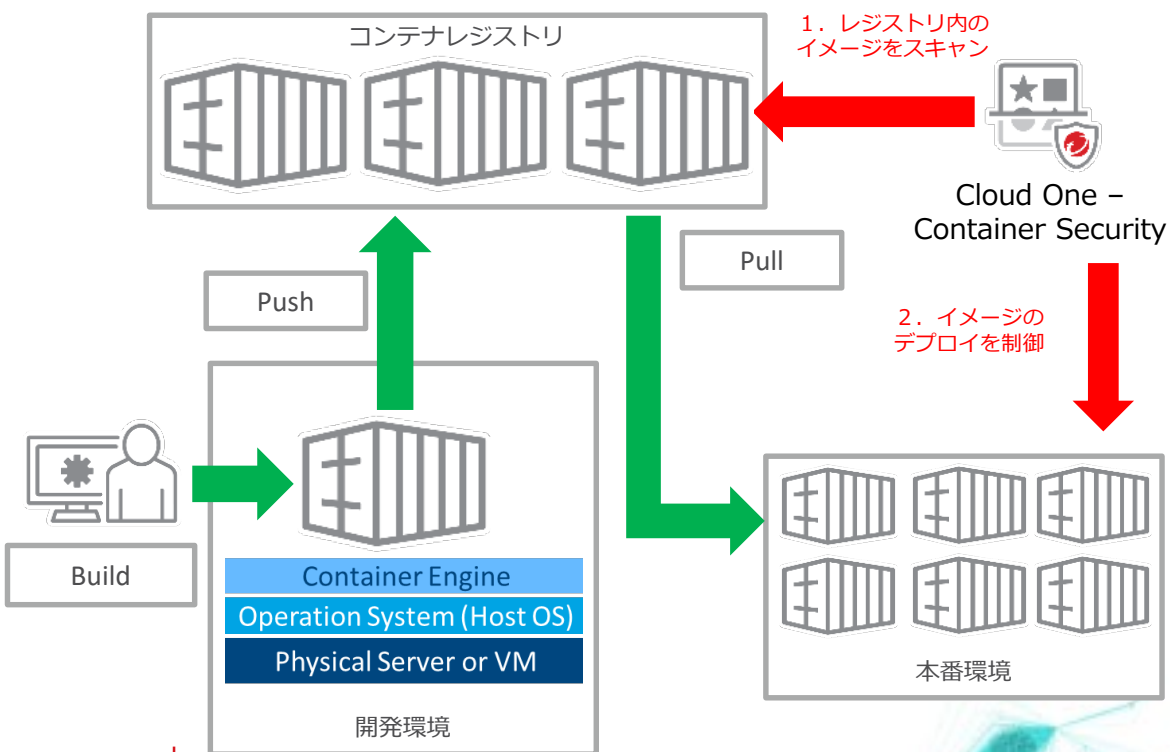 コンテナレジストリ
１．レジストリ内の
イメージをスキャン
Cloud One –
Container Security
Push
Pull
２．イメージの
デプロイを制御
Build
Container Engine
Operation System (Host OS)
Physical Server or VM
開発環境
本番環境